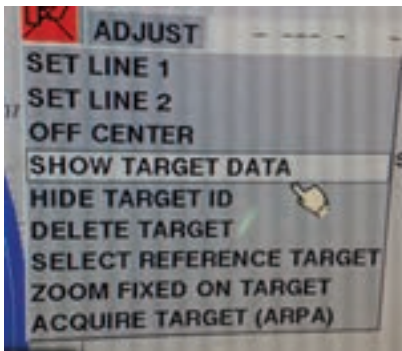 ADJUST
SET LINE 1
17
SET LINE 2
OFF CENTER
SHOW TARGET DATA
HIDE TARGET ID
DELETE TARGET
SELECT REFERENCE TARGET
ZOOM FIXED ON TARGET
ACQUIRE TARGET (ARPA)